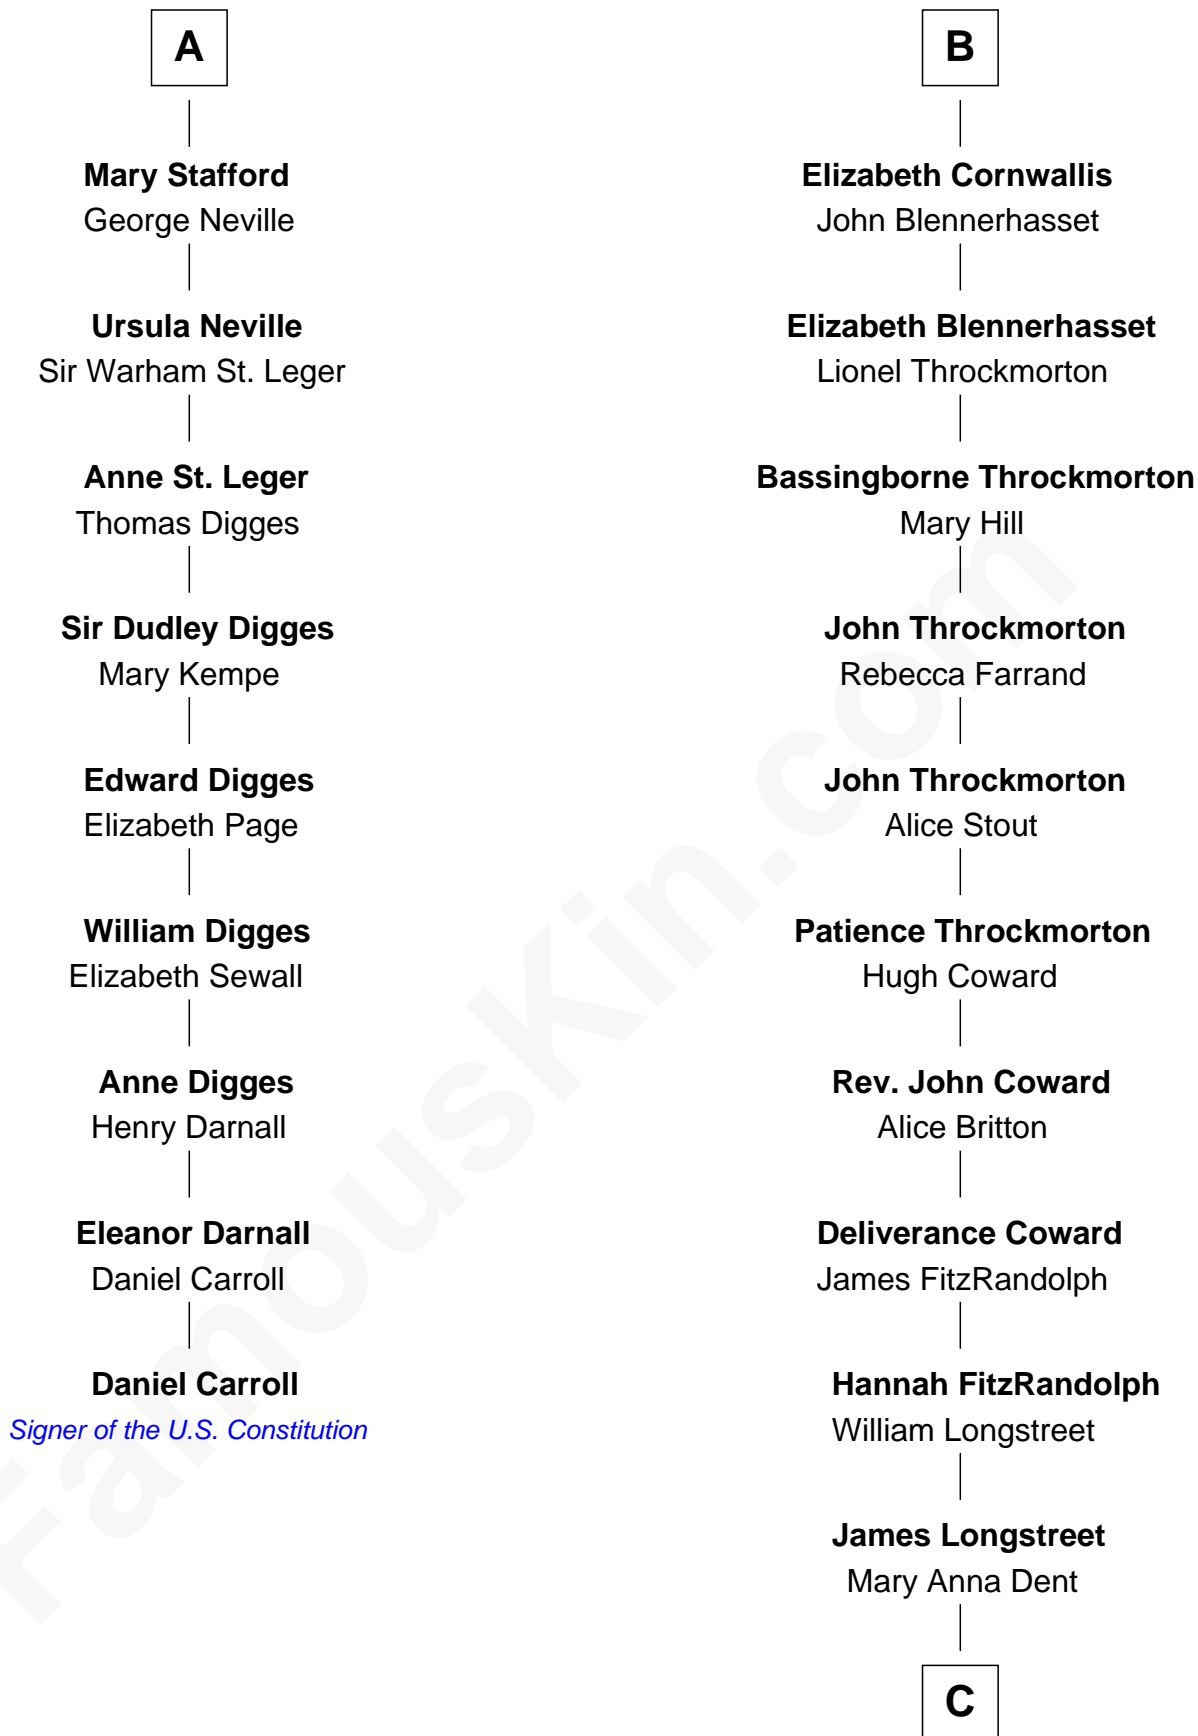 A
Mary Stafford
George Neville
Ursula Neville
Sir Warham St. Leger
Anne St. Leger
Thomas Digges
Sir Dudley Digges
Mary Kempe
Edward Digges
Elizabeth Page
William Digges
Elizabeth Sewall
Anne Digges
Henry Darnall
Eleanor Darnall
Daniel Carroll
Daniel Carroll
Signer of the U.S. Constitution
B
Elizabeth Cornwallis
John Blennerhasset
Elizabeth Blennerhasset
Lionel Throckmorton
Bassingborne Throckmorton
Mary Hill
John Throckmorton
Rebecca Farrand
John Throckmorton
Alice Stout
Patience Throckmorton
Hugh Coward
Rev. John Coward
Alice Britton
Deliverance Coward
James FitzRandolph
Hannah FitzRandolph
William Longstreet
James Longstreet
Mary Anna Dent
C
FamousKin.com